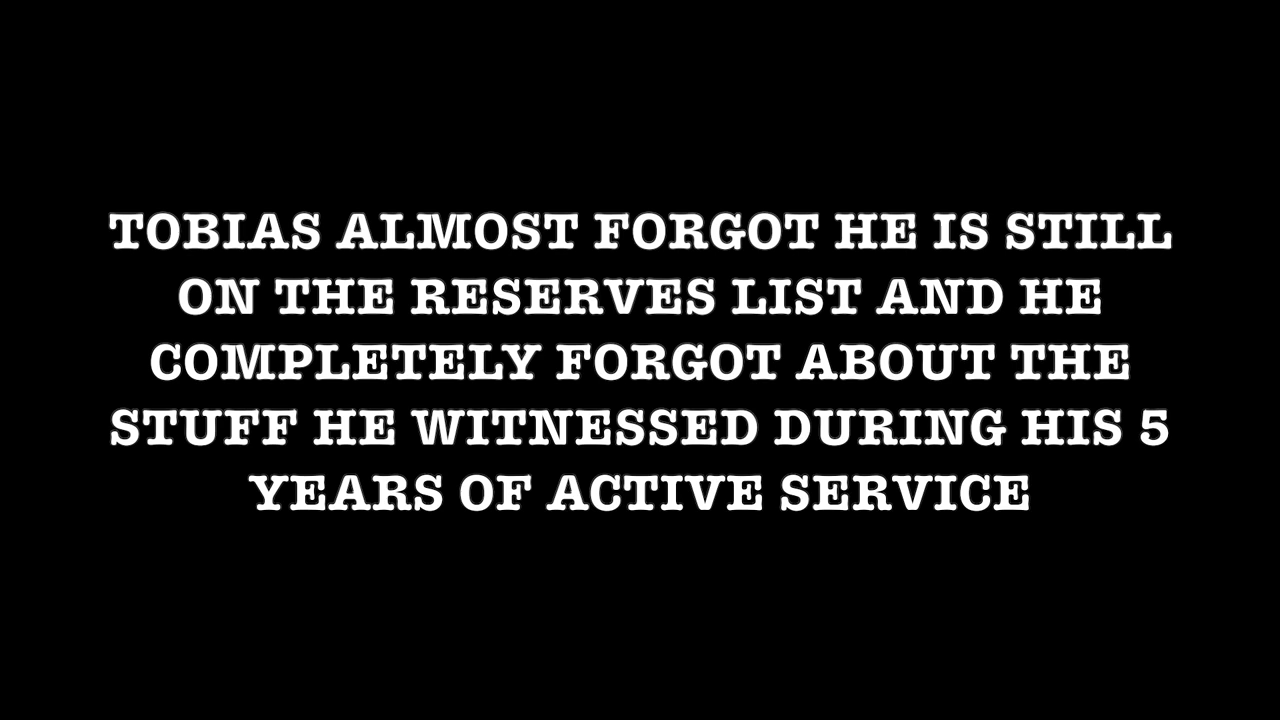 TOBIAS ALMOST FORGOT HE IS STILL
ON THE RESERVES LIST AND HE
COMPLETELY FORGOT ABOUT THE
STUFF HE WITNESSED DURING HIS 5
YEARS OF ACTIVE SERVICE